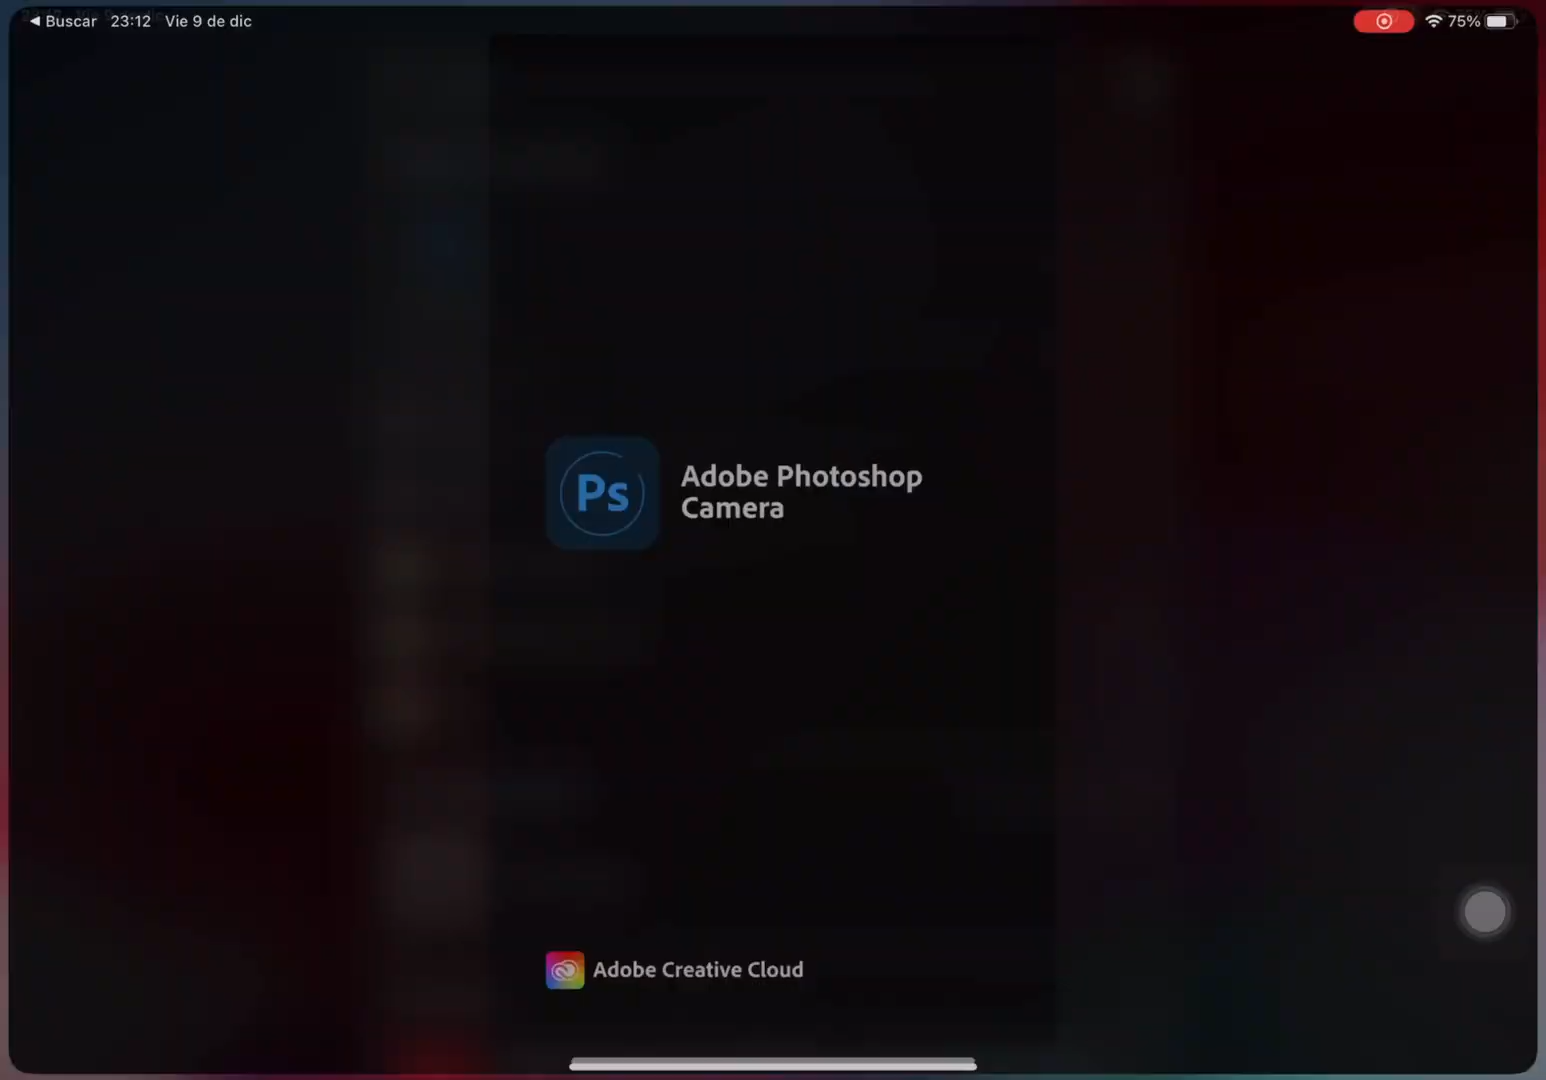 Buscar 23:12 Vie 9 de dic 75%
Ps
Adobe Photoshop
Camera
Adobe Creative Cloud